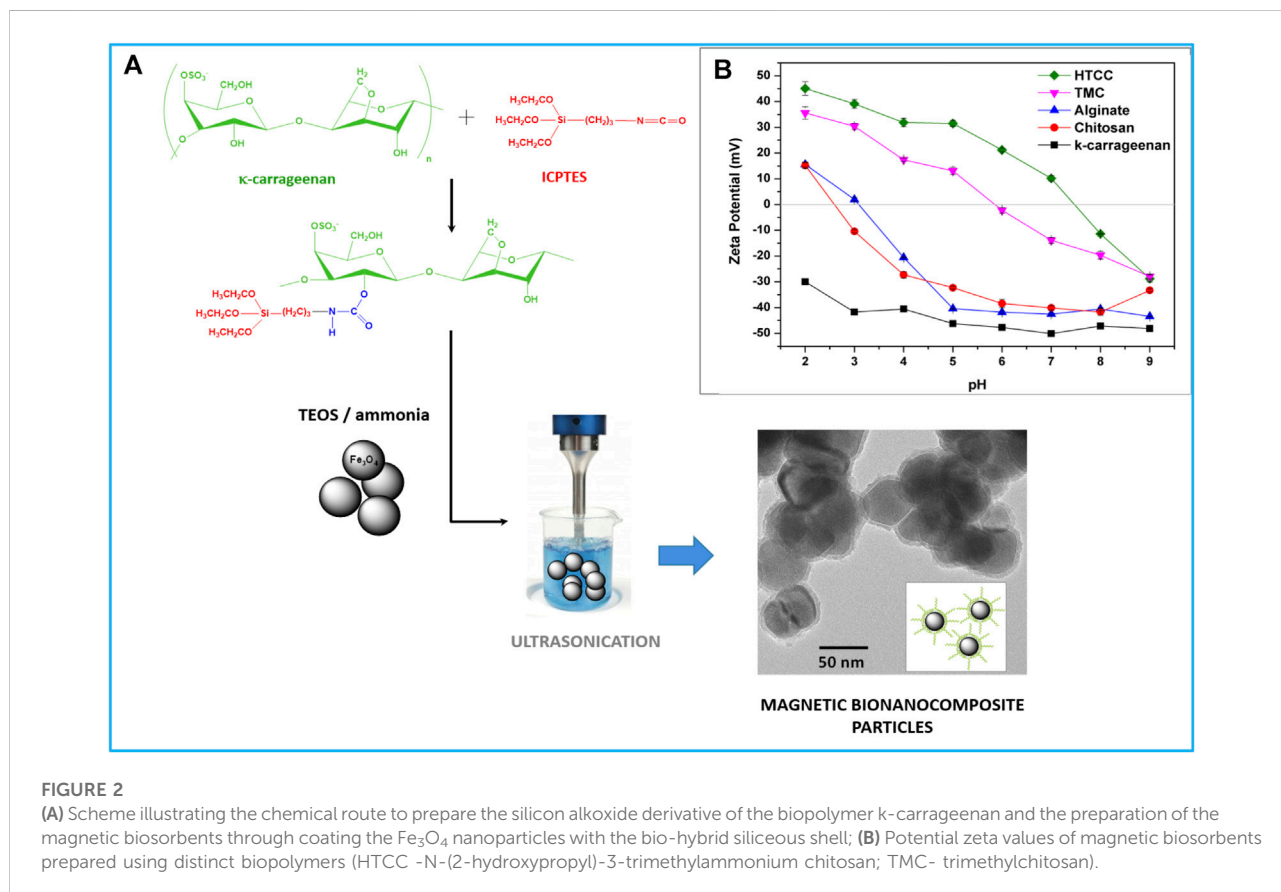 A
OSO₃⁻
CH₂OH
H₂
C
O
O
O
O
OH
OH
n
κ-carrageenan
+
H₃CH₂CO
H₃CH₂CO
H₃CH₂CO
Si
(CH₂)₃
N=C=O
ICPTES
OSO₃⁻
CH₂OH
H₂
C
O
O
O
O
O
OH
H₃CH₂CO
H₃CH₂CO
H₃CH₂CO
Si
(H₂C)₃
N
H
C
O
TEOS / ammonia
Fe₃O₄
ULTRASONICATION
50 nm
MAGNETIC BIONANOCOMPOSITE
PARTICLES
B
HTCC
TMC
Alginate
Chitosan
k-carrageenan
Zeta Potential (mV)
50
40
30
20
10
0
-10
-20
-30
-40
-50
2 3 4 5 6 7 8 9
pH
FIGURE 2
(A) Scheme illustrating the chemical route to prepare the silicon alkoxide derivative of the biopolymer k-carrageenan and the preparation of the
magnetic biosorbents through coating the Fe₃O₄ nanoparticles with the bio-hybrid siliceous shell; (B) Potential zeta values of magnetic biosorbents
prepared using distinct biopolymers (HTCC -N-(2-hydroxypropyl)-3-trimethylammonium chitosan; TMC- trimethylchitosan).